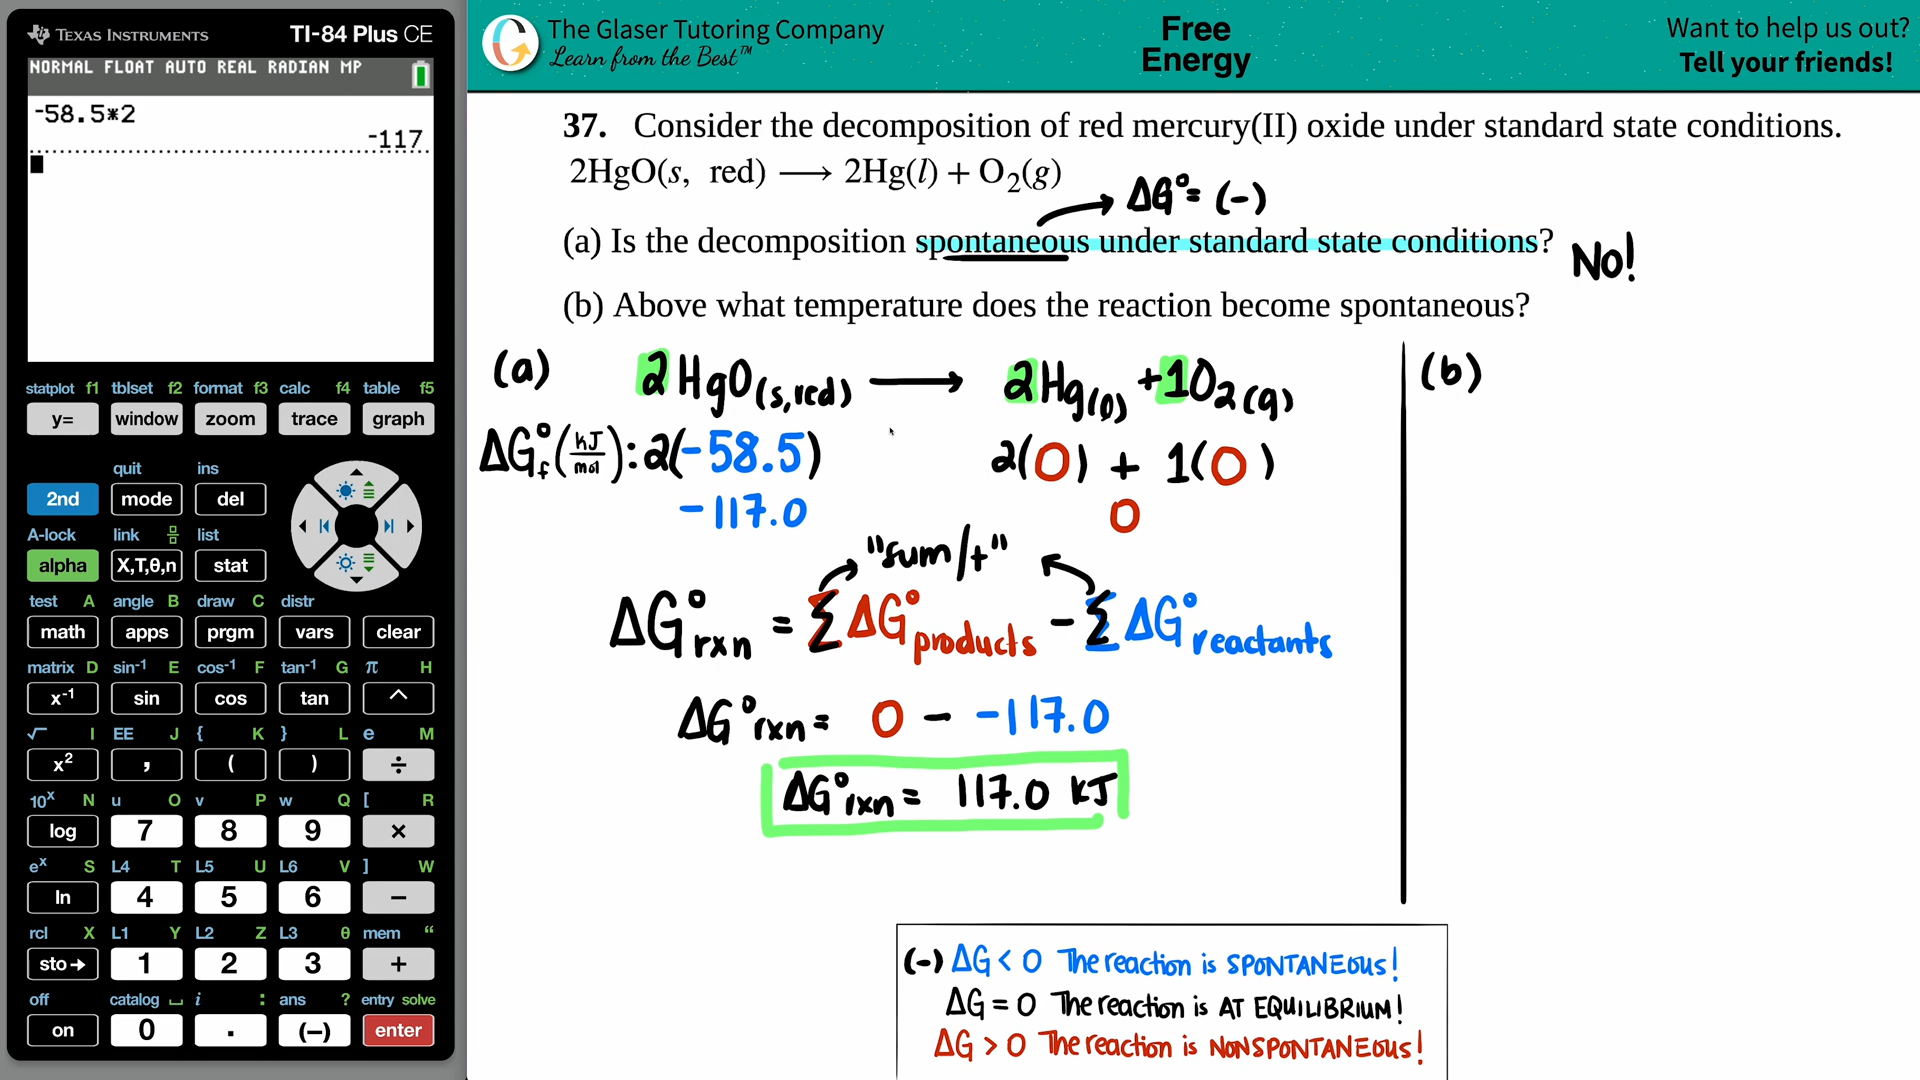 TEXAS INSTRUMENTS TI-84 Plus CE
NORMAL FLOAT AUTO REAL RADIAN MP
-58.5*2
-117
statplot f1 tblset f2 format f3 calc f4 table f5
y= window zoom trace graph
quit ins
2nd mode del
A-lock link list
alpha X,T,θ,n stat
test A angle B draw C distr
math apps prgm vars clear
matrix D sin⁻¹ E cos⁻¹ F tan⁻¹ G π H
x⁻¹ sin cos tan ^
√ I EE J { K } L e M
x² , ( ) ÷
10ˣ N u O v P w Q [ R
log 7 8 9 ×
eˣ S L4 T L5 U L6 V ] W
ln 4 5 6 −
rcl X L1 Y L2 Z L3 θ mem “
sto→ 1 2 3 +
off catalog ⎵ i : ans ? entry solve
on 0 . (−) enter
The Glaser Tutoring Company
Learn from the Best™
Free
Energy
Want to help us out?
Tell your friends!
37. Consider the decomposition of red mercury(II) oxide under standard state conditions.
2HgO(s, red) ⟶ 2Hg(l) + O₂(g)
ΔG° = (-)
(a) Is the decomposition spontaneous under standard state conditions?
No!
(b) Above what temperature does the reaction become spontaneous?
(a) 2HgO(s,red) ⟶ 2Hg(l) + 1O₂(g)
ΔG°f (kJ/mol): 2(-58.5) 2(0) + 1(0)
-117.0 0
"sum/+"
ΔG°rxn = Σ ΔG°products - Σ ΔG°reactants
ΔG°rxn = 0 - -117.0
ΔG°rxn = 117.0 kJ
(b)
(-) ΔG < 0 The reaction is SPONTANEOUS!
ΔG = 0 The reaction is AT EQUILIBRIUM!
ΔG > 0 The reaction is NONSPONTANEOUS!